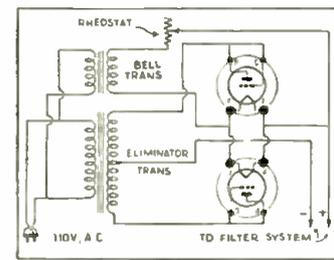 RHEOSTAT
BELL
TRANS
ELIMINATOR
TRANS
110V, A C
TO FILTER SYSTEM
- +